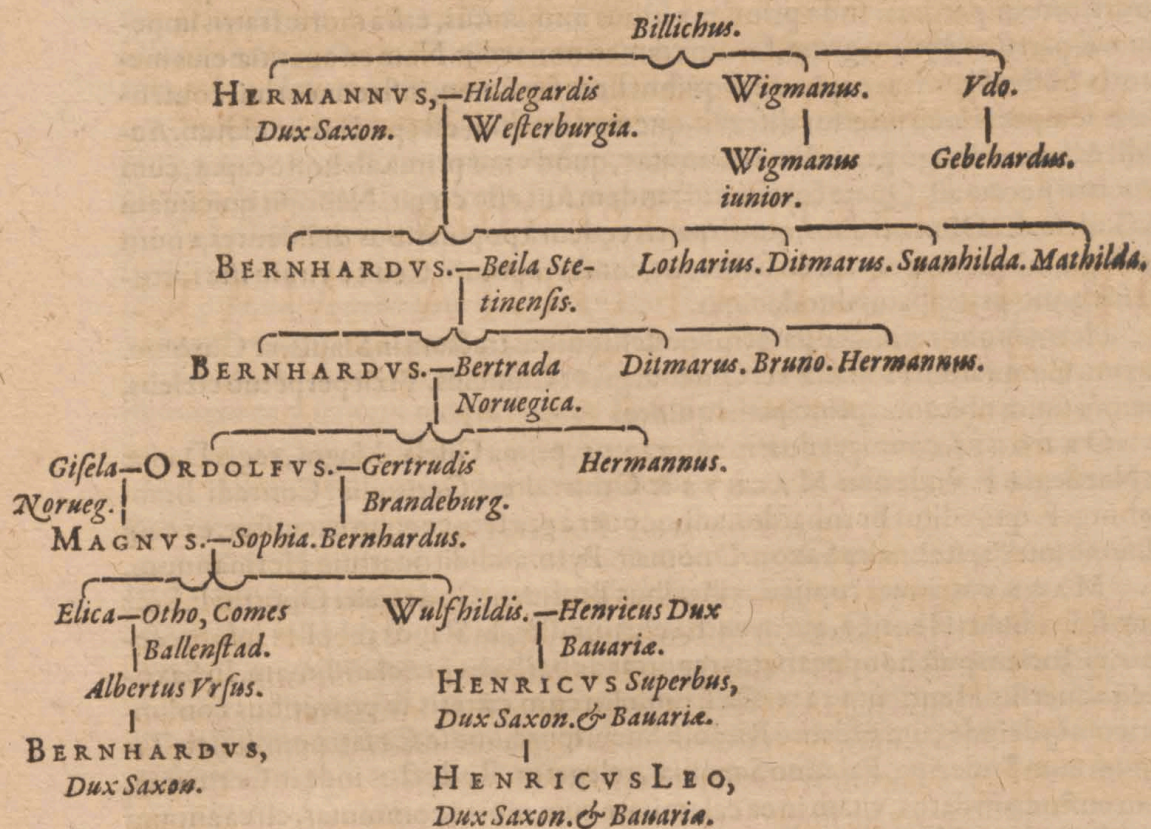 Billichus.
HERMANNVS,—Hildegardis Wigmanus. Vdo.
Dux Saxon. Weſterburgia.
Wigmanus Gebehardus.
iunior.
BERNHARDVS.—Beila Ste- Lotharius. Ditmarus. Suanhilda. Mathilda.
tinenſis.
BERNHARDVS.—Bertrada Ditmarus. Bruno. Hermannus.
Noruegica.
Giſela—ORDOLFVS.—Gertrudis Hermannus.
Norueg. Brandeburg.
MAGNVS.—Sophia. Bernhardus.
Elica—Otho, Comes Wulfhildis.—Henricus Dux
Ballenſtad. Bauariæ.
Albertus Vrſus. HENRICVS Superbus,
Dux Saxon. & Bauariæ.
BERNHARDVS,
Dux Saxon. HENRICVS LEO,
Dux Saxon. & Bauariæ.